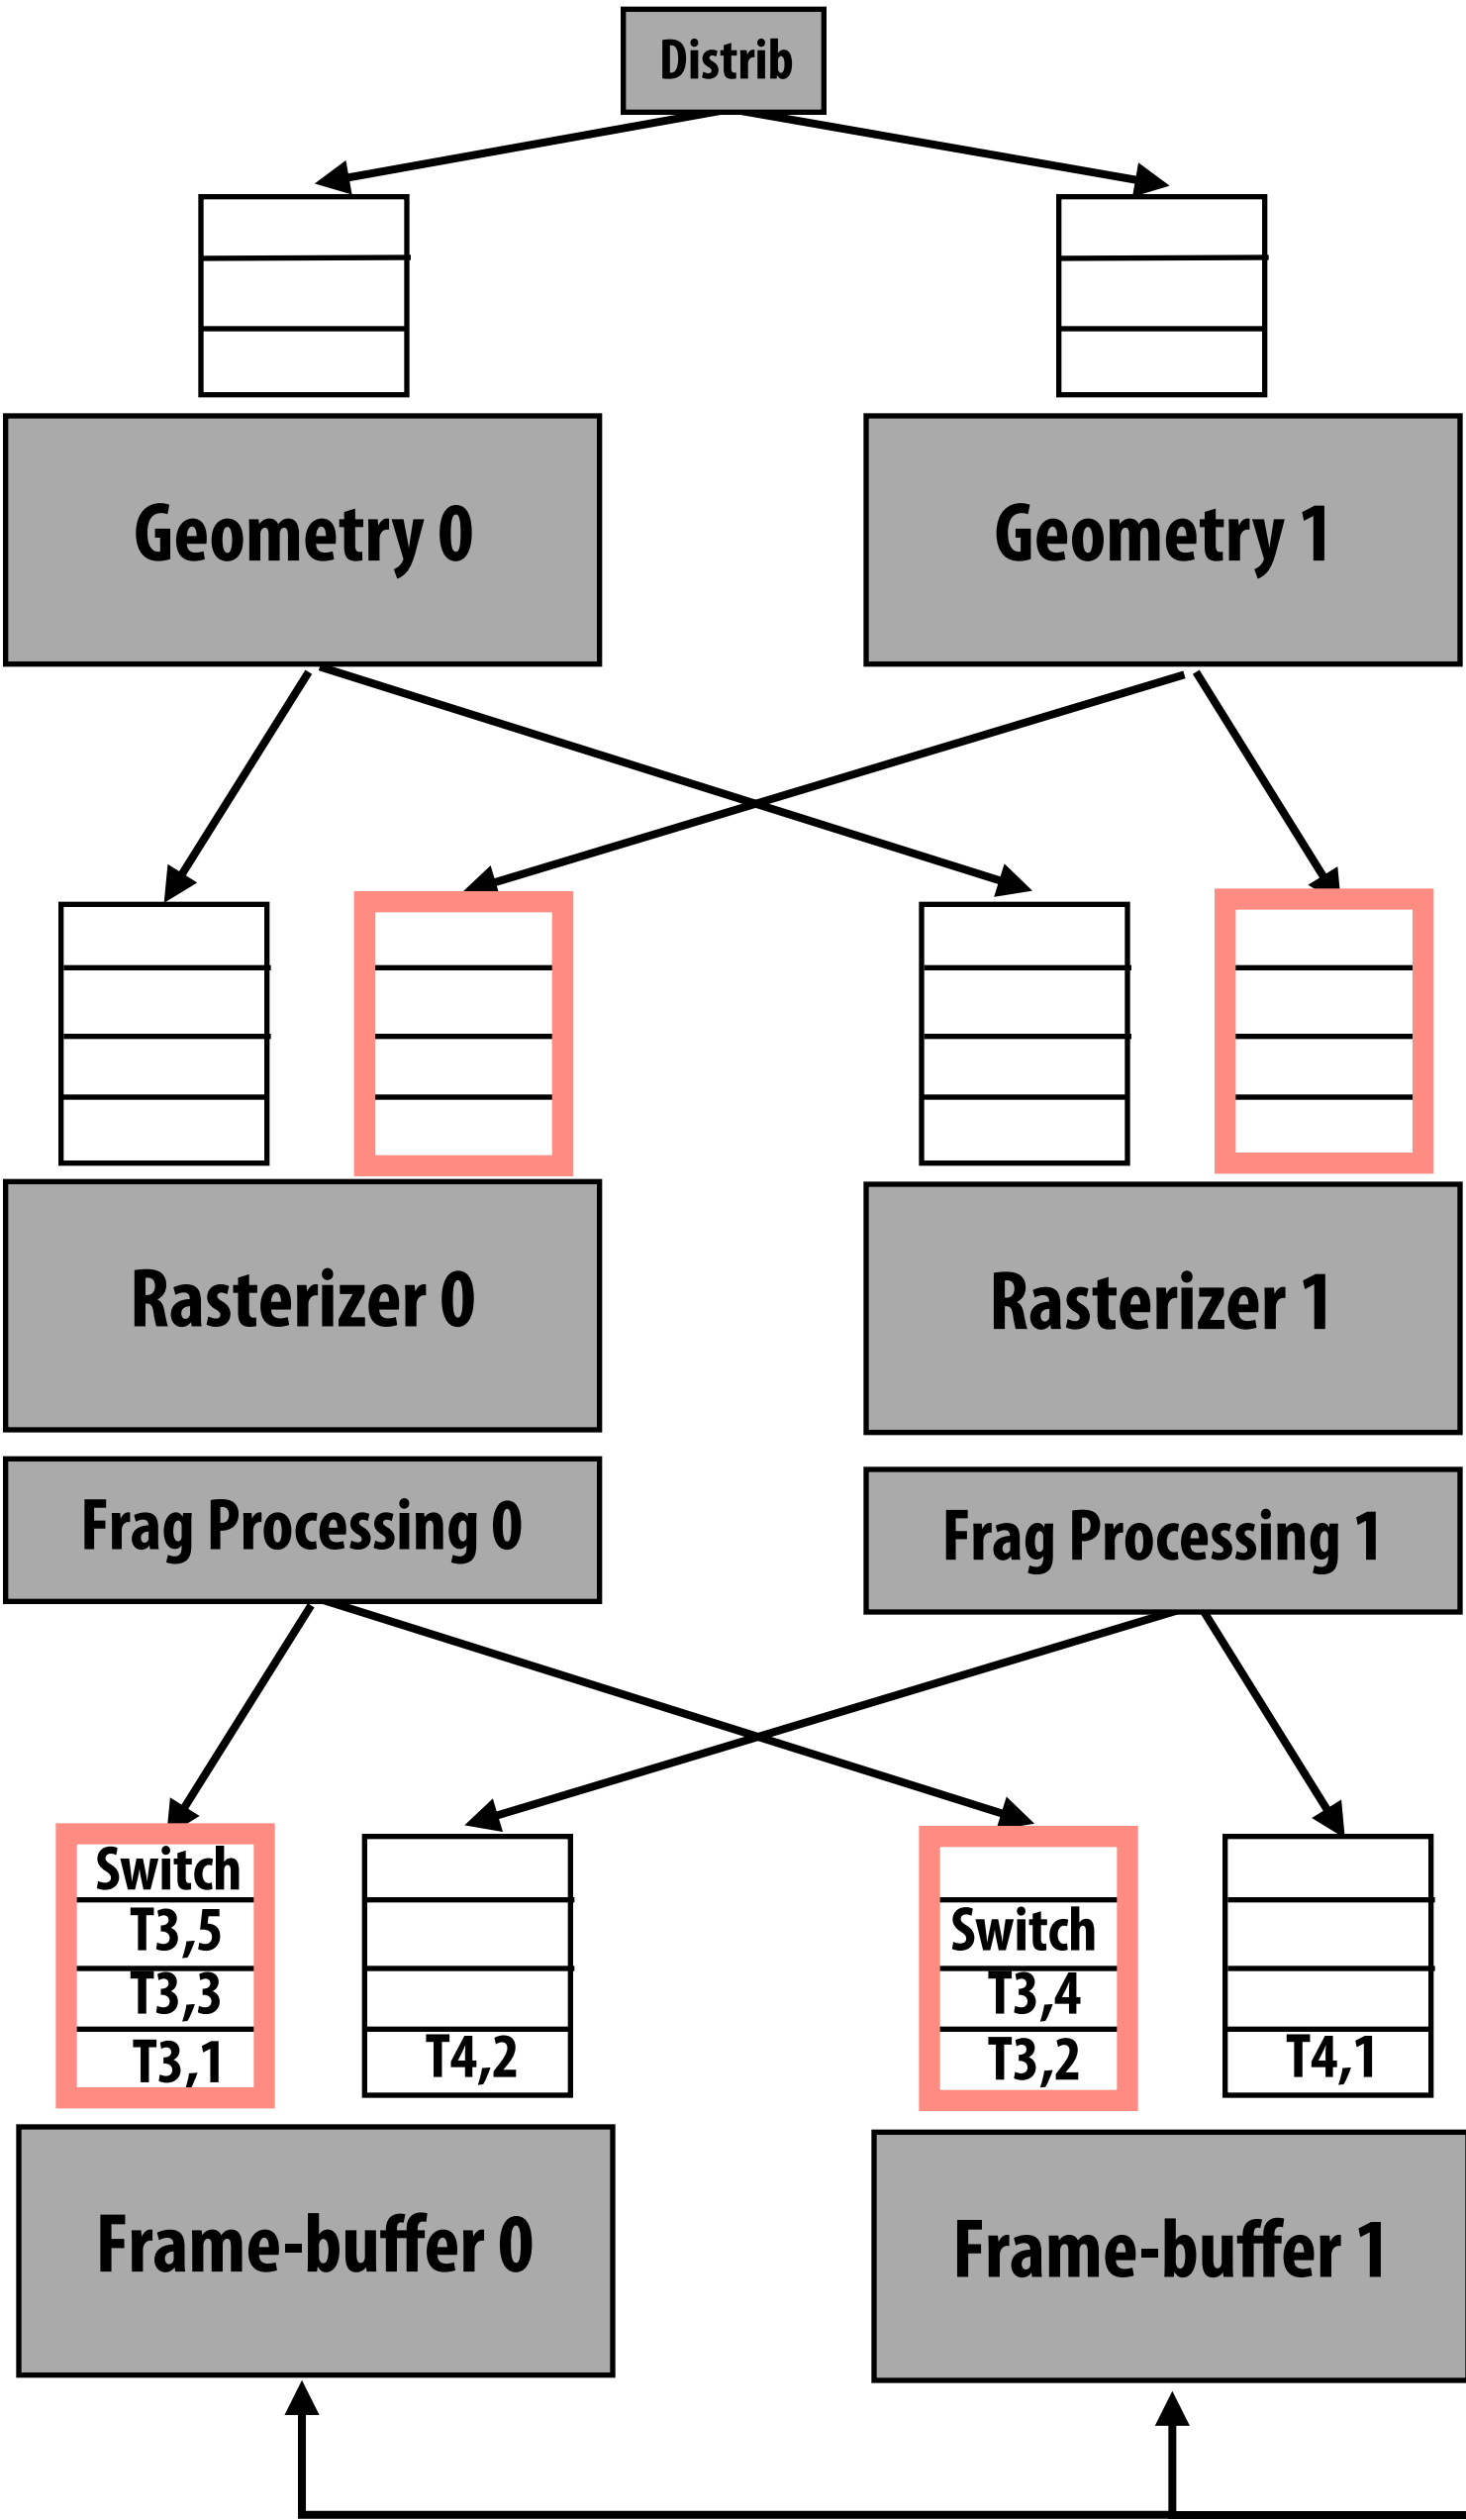 Distrib
Geometry 0
Geometry 1
Rasterizer 0
Rasterizer 1
Frag Processing 0
Frag Processing 1
Switch
T3,5
T3,3
T3,1
T4,2
Switch
T3,4
T3,2
T4,1
Frame-buffer 0
Frame-buffer 1